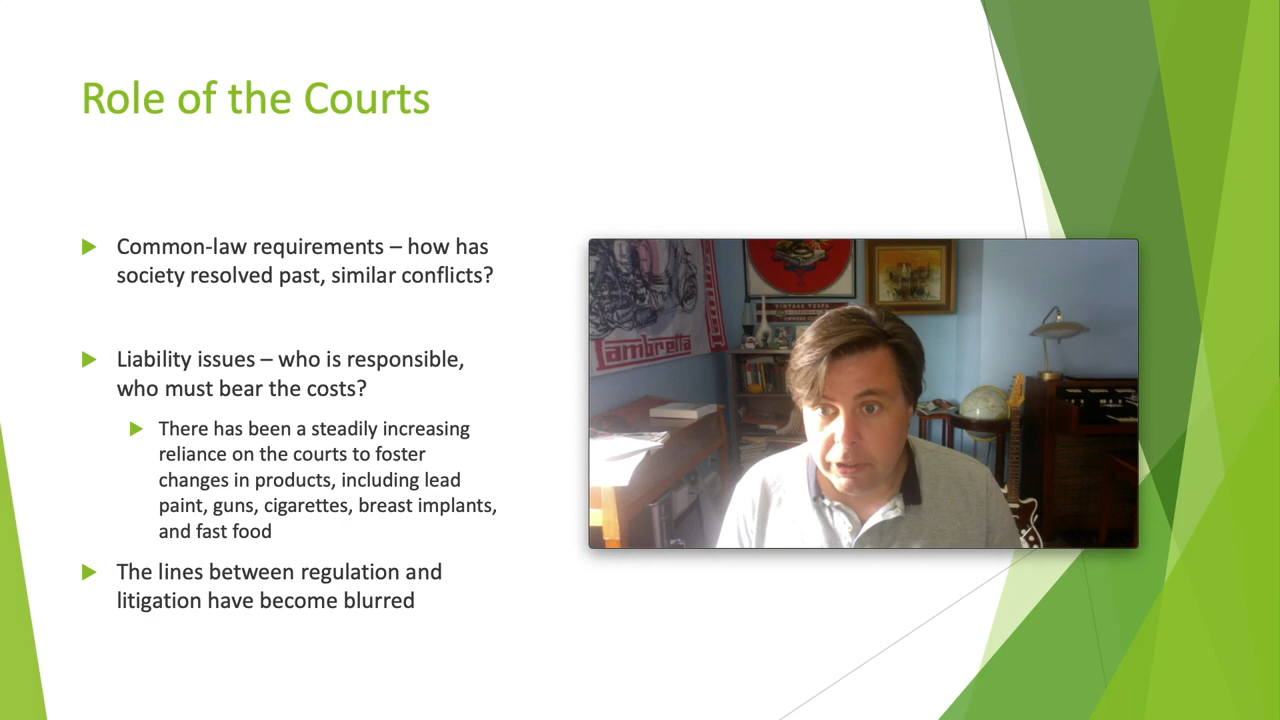 Role of the Courts
Common-law requirements – how has
society resolved past, similar conflicts?
Liability issues – who is responsible,
who must bear the costs?
There has been a steadily increasing
reliance on the courts to foster
changes in products, including lead
paint, guns, cigarettes, breast implants,
and fast food
The lines between regulation and
litigation have become blurred
Lambretta
VINTAGE VESPA